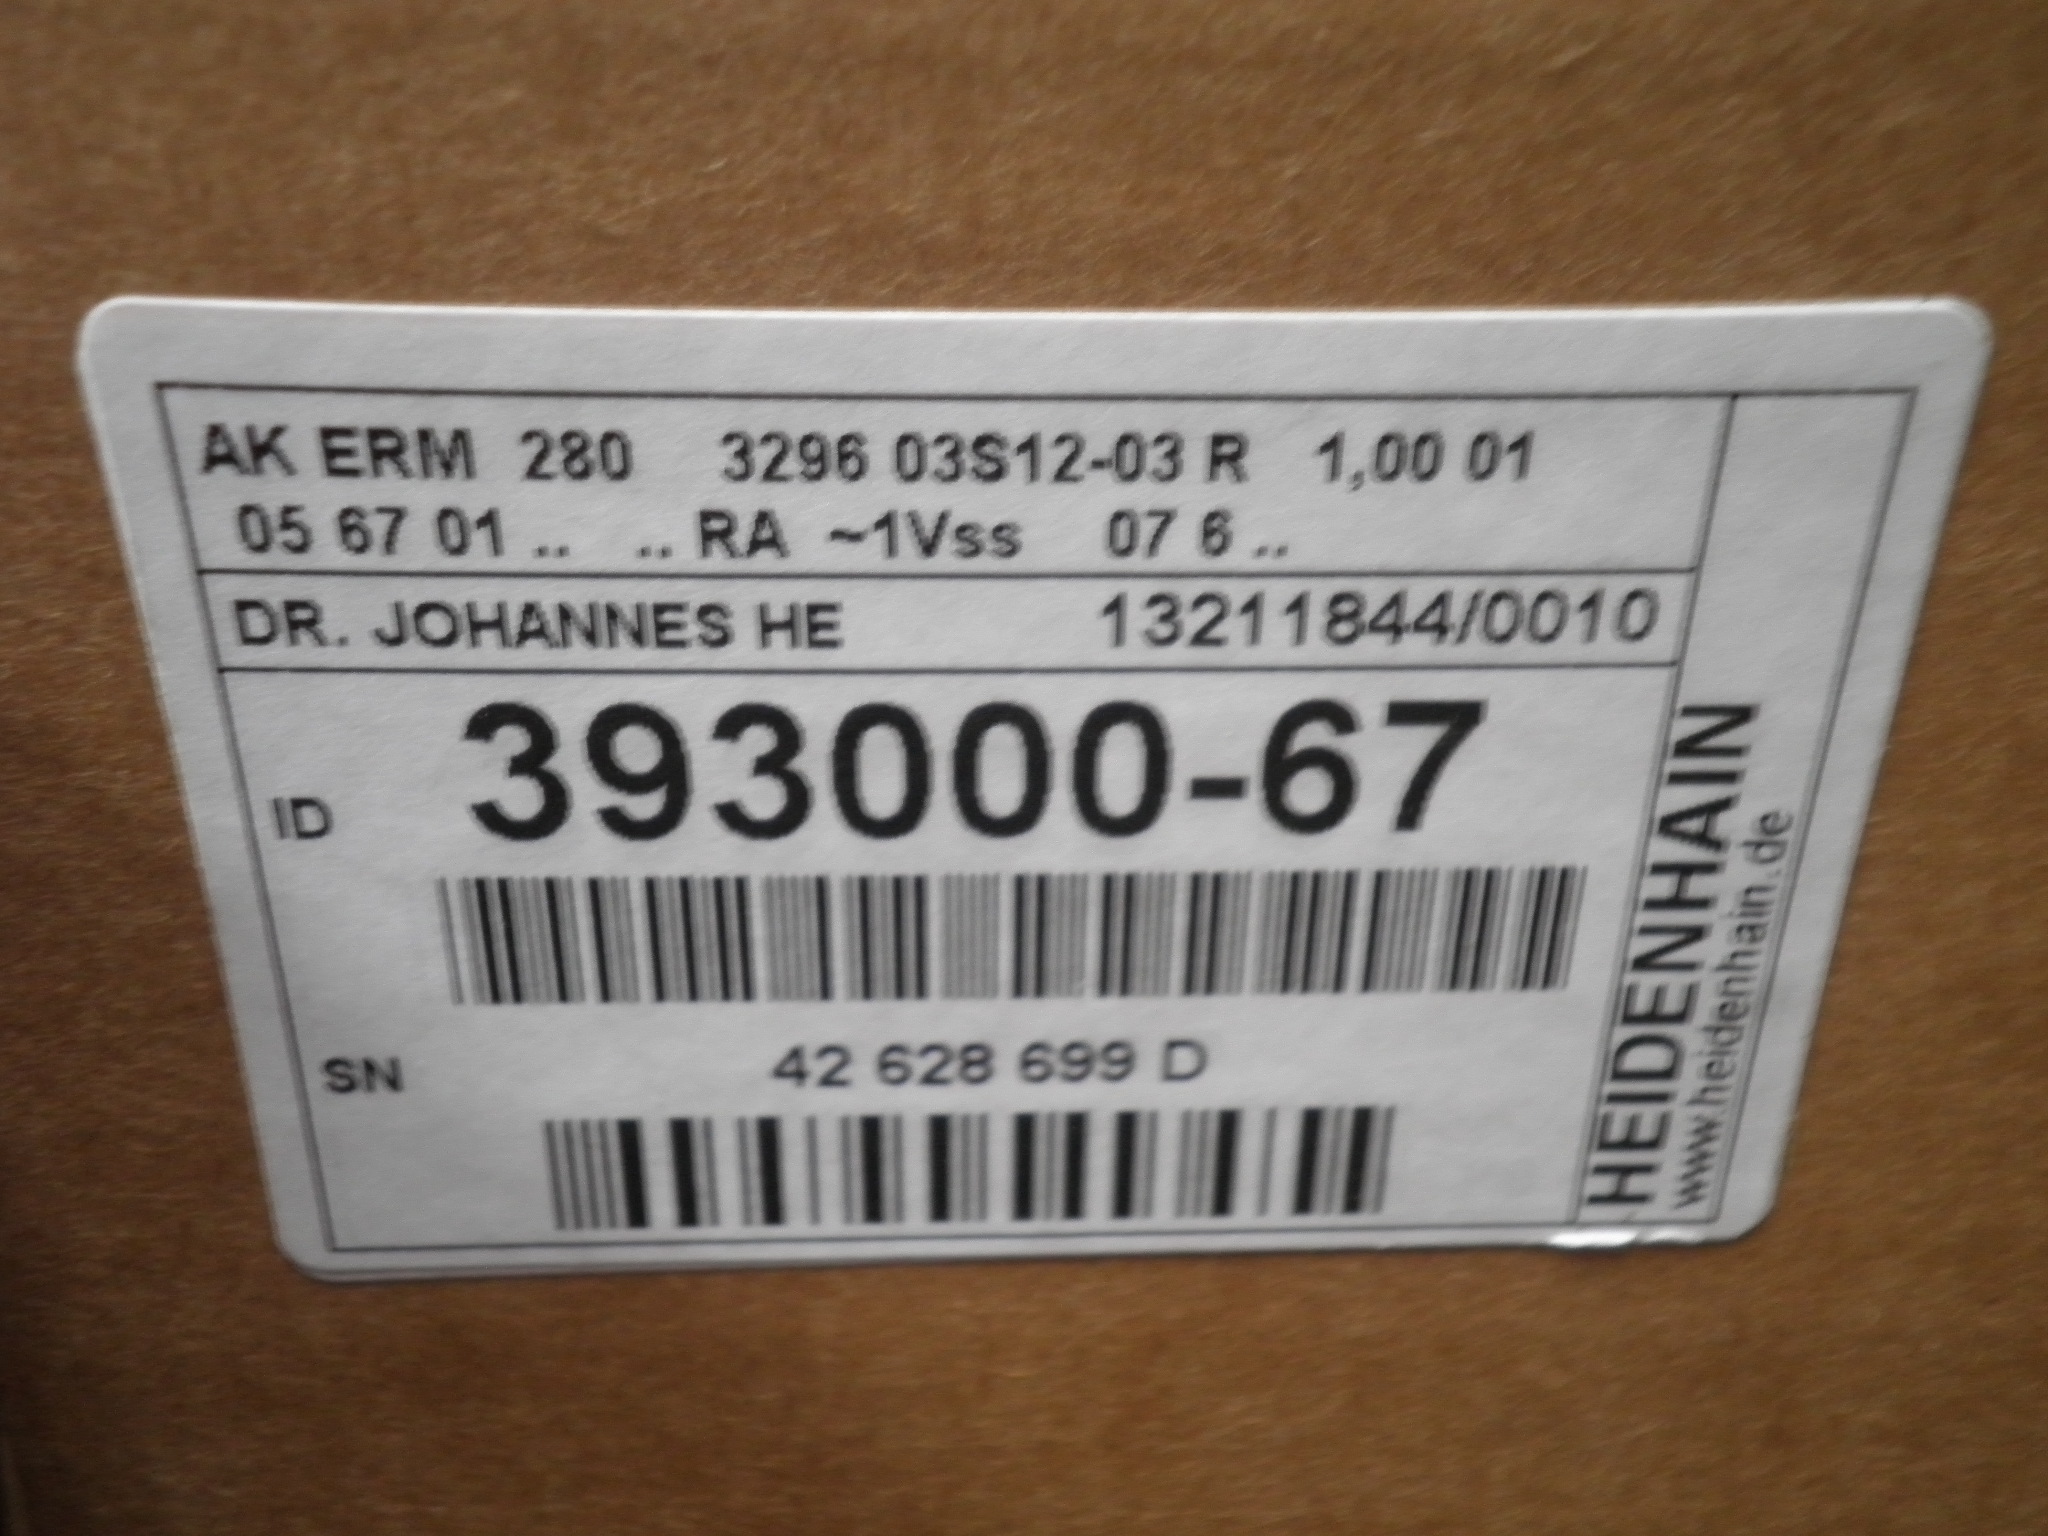 AK ERM 280 3296 03S12-03 R 1,00 01
05 67 01 .. .. RA ~1Vss 07 6 ..
DR. JOHANNES HE 13211844/0010
ID 393000-67
SN 42 628 699 D
HEIDENHAIN
www.heidenhain.de